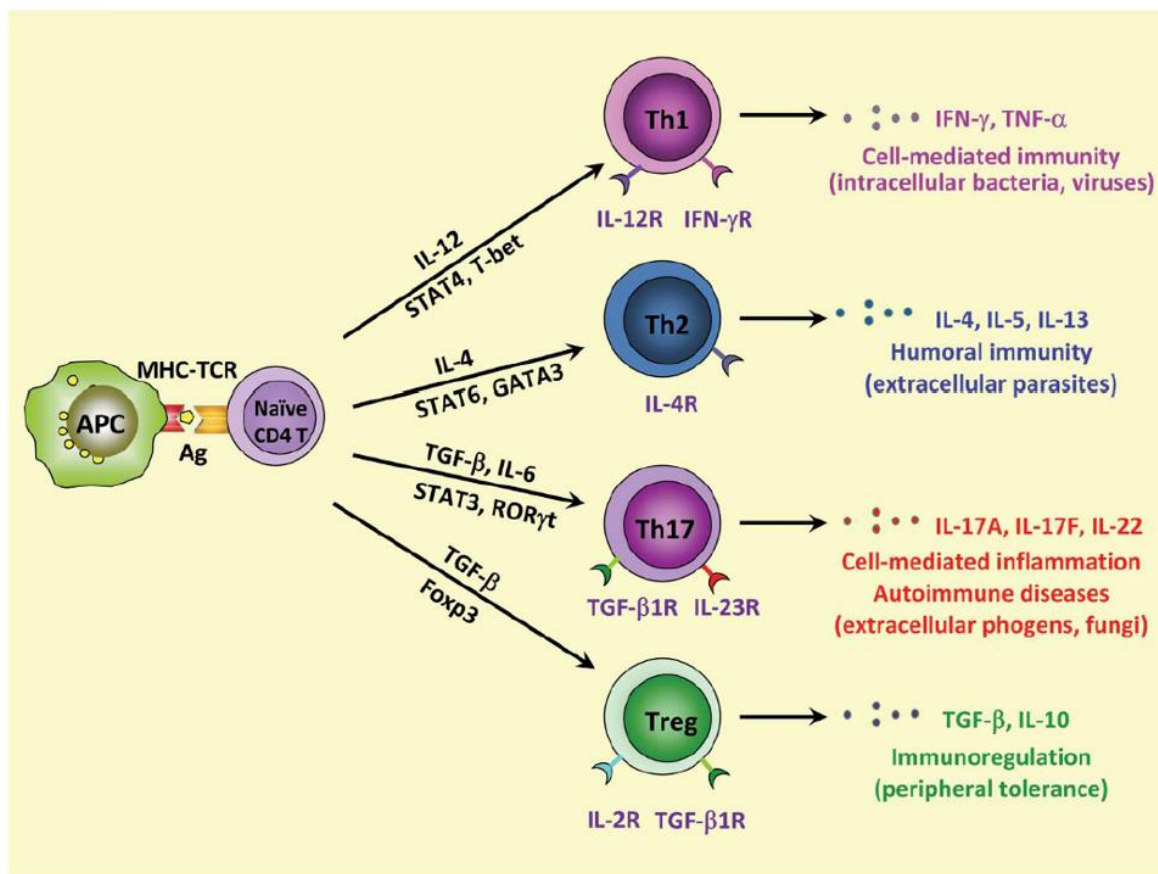 MHC-TCR
APC
Ag
Naïve
CD4 T
IL-12
STAT4, T-bet
Th1
IL-12R IFN-γR
IFN-γ, TNF-α
Cell-mediated immunity
(intracellular bacteria, viruses)
IL-4
STAT6, GATA3
Th2
IL-4R
IL-4, IL-5, IL-13
Humoral immunity
(extracellular parasites)
TGF-β, IL-6
STAT3, RORγt
Th17
TGF-β1R IL-23R
IL-17A, IL-17F, IL-22
Cell-mediated inflammation
Autoimmune diseases
(extracellular phogens, fungi)
TGF-β
Foxp3
Treg
IL-2R TGF-β1R
TGF-β, IL-10
Immunoregulation
(peripheral tolerance)